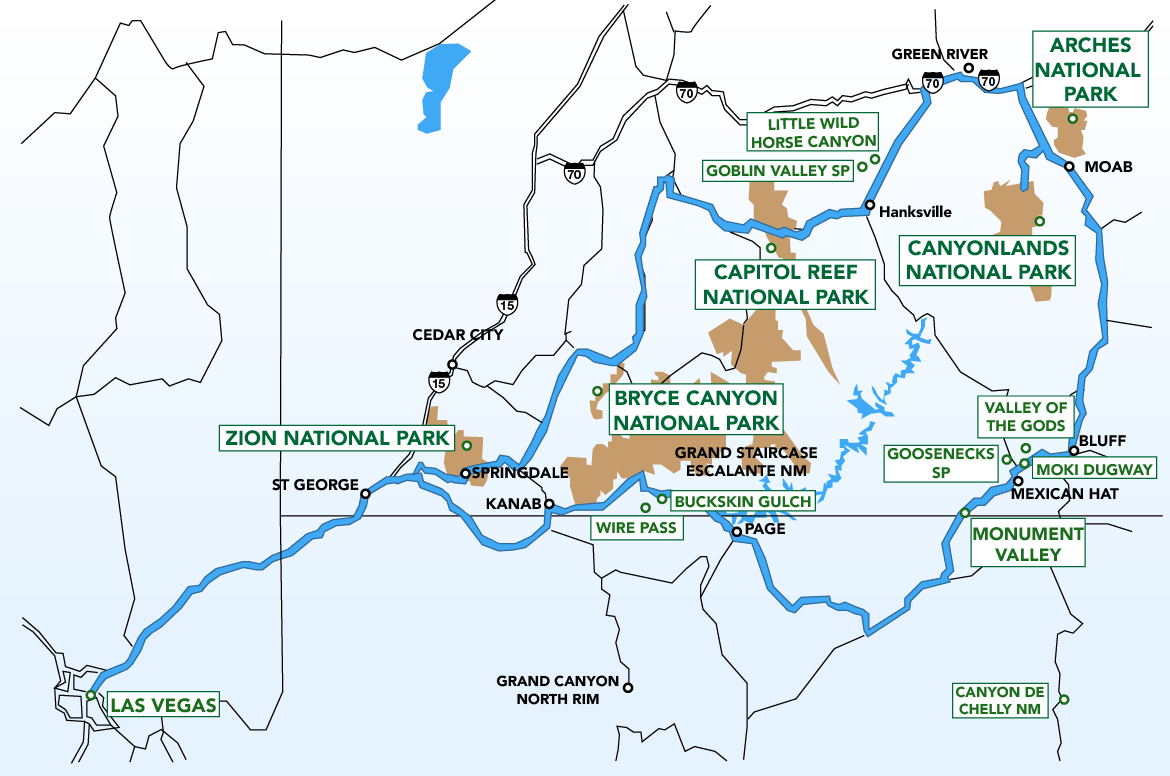 GREEN RIVER
ARCHES
NATIONAL
PARK
70
70
70
LITTLE WILD
HORSE CANYON
GOBLIN VALLEY SP
70
MOAB
Hanksville
CANYONLANDS
NATIONAL PARK
CAPITOL REEF
NATIONAL PARK
15
CEDAR CITY
15
BRYCE CANYON
NATIONAL PARK
VALLEY OF
THE GODS
ZION NATIONAL PARK
BLUFF
GRAND STAIRCASE
ESCALANTE NM
GOOSENECKS
SP
MOKI DUGWAY
SPRINGDALE
ST GEORGE
MEXICAN HAT
KANAB
BUCKSKIN GULCH
WIRE PASS
PAGE
MONUMENT
VALLEY
GRAND CANYON
NORTH RIM
CANYON DE
CHELLY NM
LAS VEGAS